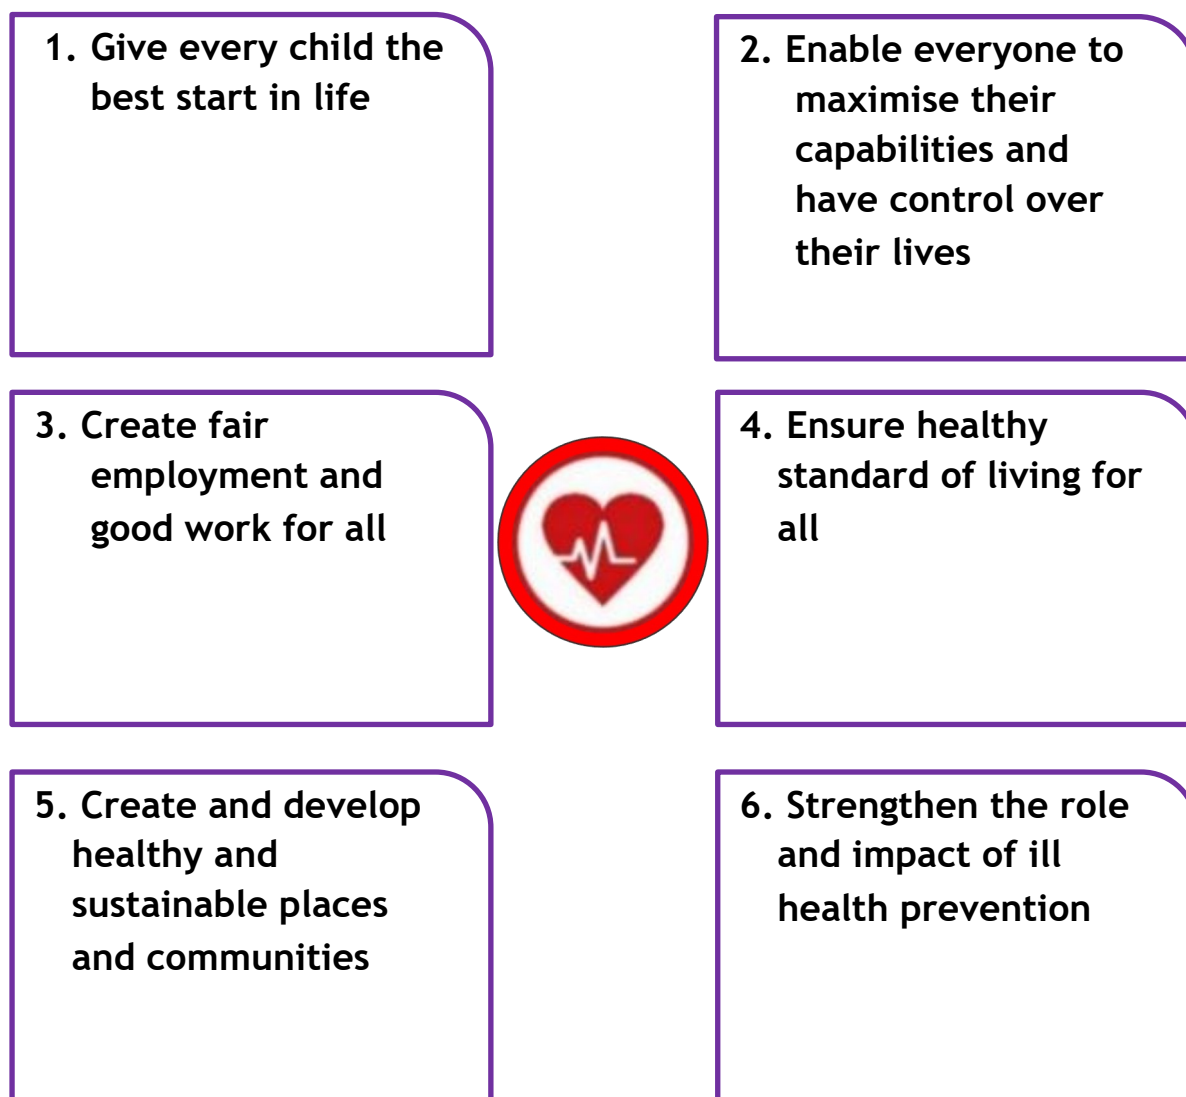 1. Give every child the
best start in life
2. Enable everyone to
maximise their
capabilities and
have control over
their lives
3. Create fair
employment and
good work for all
4. Ensure healthy
standard of living for
all
5. Create and develop
healthy and
sustainable places
and communities
6. Strengthen the role
and impact of ill
health prevention